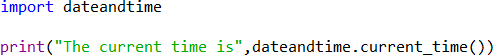 import dateandtime
print("The current time is",dateandtime.current_time())